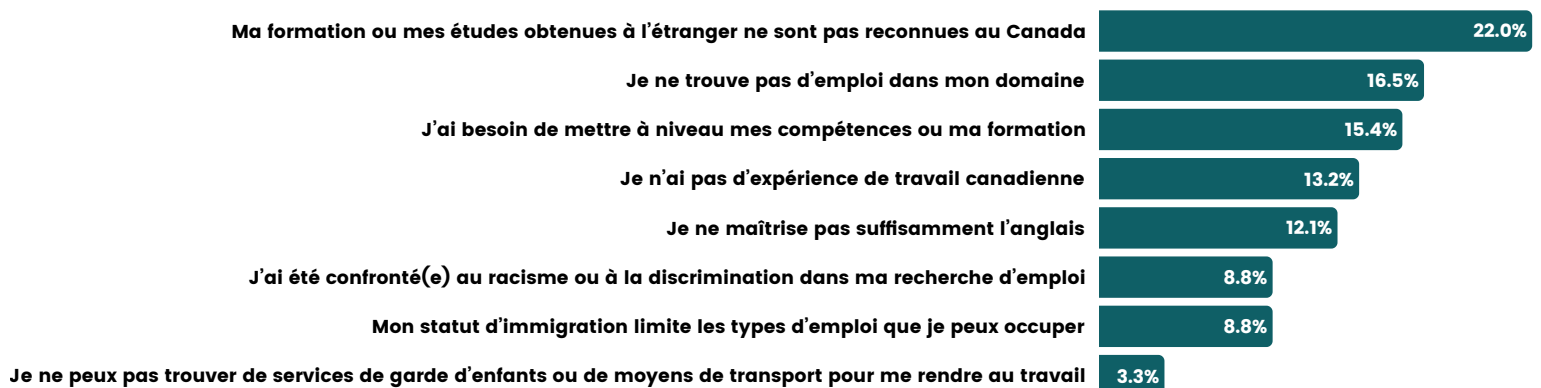 Ma formation ou mes études obtenues à l’étranger ne sont pas reconnues au Canada 22.0%
Je ne trouve pas d’emploi dans mon domaine 16.5%
J’ai besoin de mettre à niveau mes compétences ou ma formation 15.4%
Je n’ai pas d’expérience de travail canadienne 13.2%
Je ne maîtrise pas suffisamment l’anglais 12.1%
J’ai été confronté(e) au racisme ou à la discrimination dans ma recherche d’emploi 8.8%
Mon statut d’immigration limite les types d’emploi que je peux occuper 8.8%
Je ne peux pas trouver de services de garde d’enfants ou de moyens de transport pour me rendre au travail 3.3%